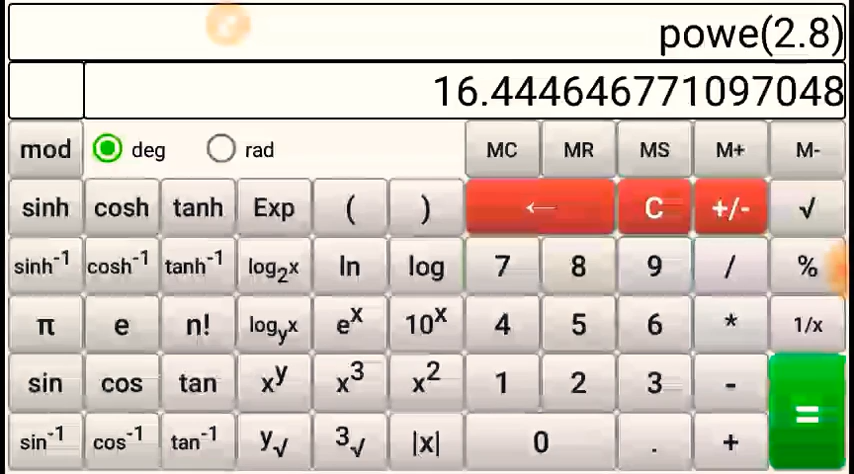 powe(2.8)
16.444646771097048
mod deg rad MC MR MS M+ M-
sinh cosh tanh Exp ( ) ← C +/- √
sinh⁻¹ cosh⁻¹ tanh⁻¹ log₂x ln log 7 8 9 / %
π e n! logᵧx eˣ 10ˣ 4 5 6 * 1/x
sin cos tan xʸ x³ x² 1 2 3 - =
sin⁻¹ cos⁻¹ tan⁻¹ ʸ√ ³√ |x| 0 . +